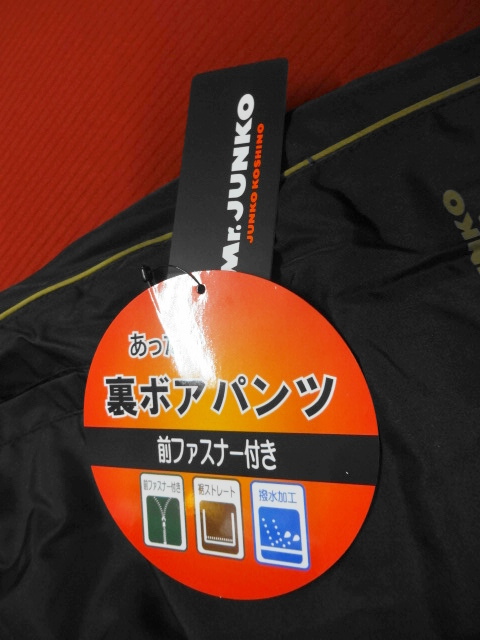 Mr.JUNKO
JUNKO KOSHINO
NKO
あった
裏ボアパンツ
前ファスナー付き
前ファスナー付き
裾ストレート
撥水加工